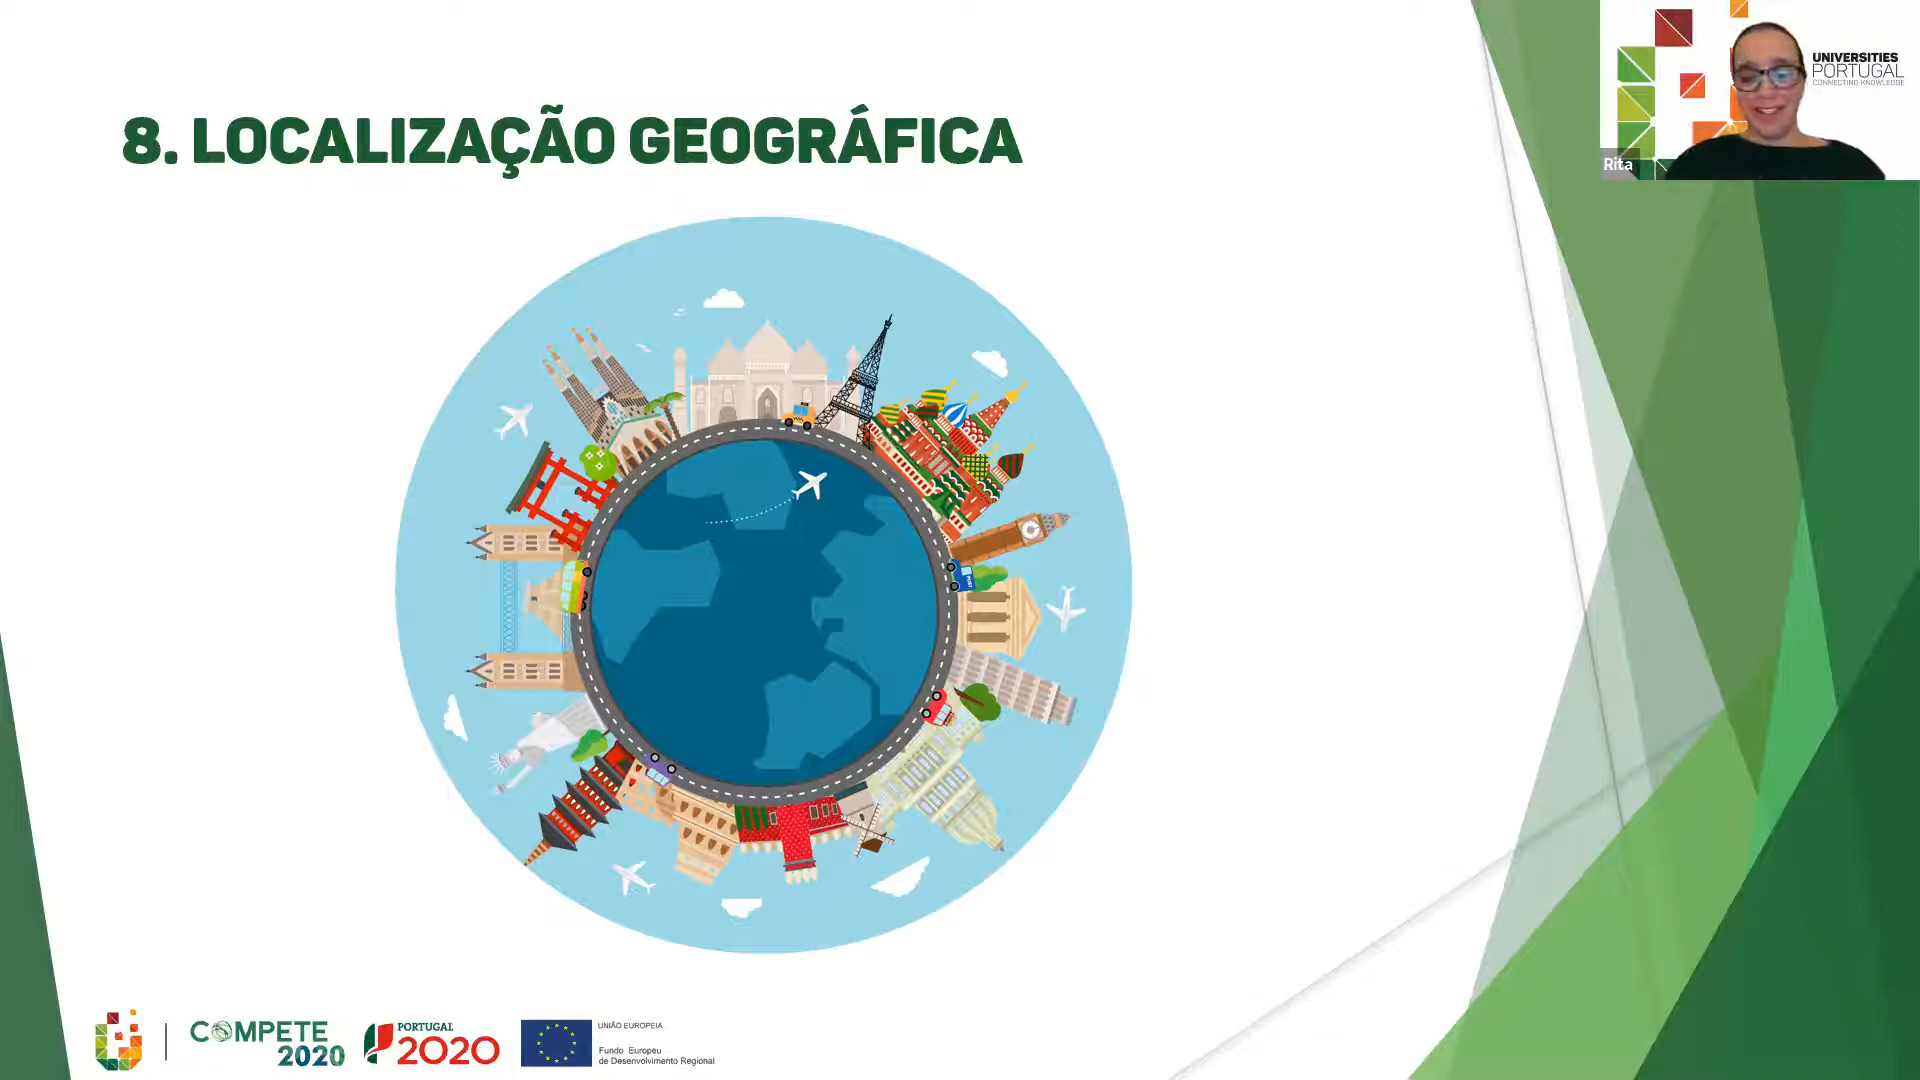 8. LOCALIZAÇÃO GEOGRÁFICA
UNIVERSITIES
PORTUGAL
CONNECTING KNOWLEDGE
Rita
COMPETE
2020
PORTUGAL
2020
UNIÃO EUROPEIA
Fundo Europeu
de Desenvolvimento Regional